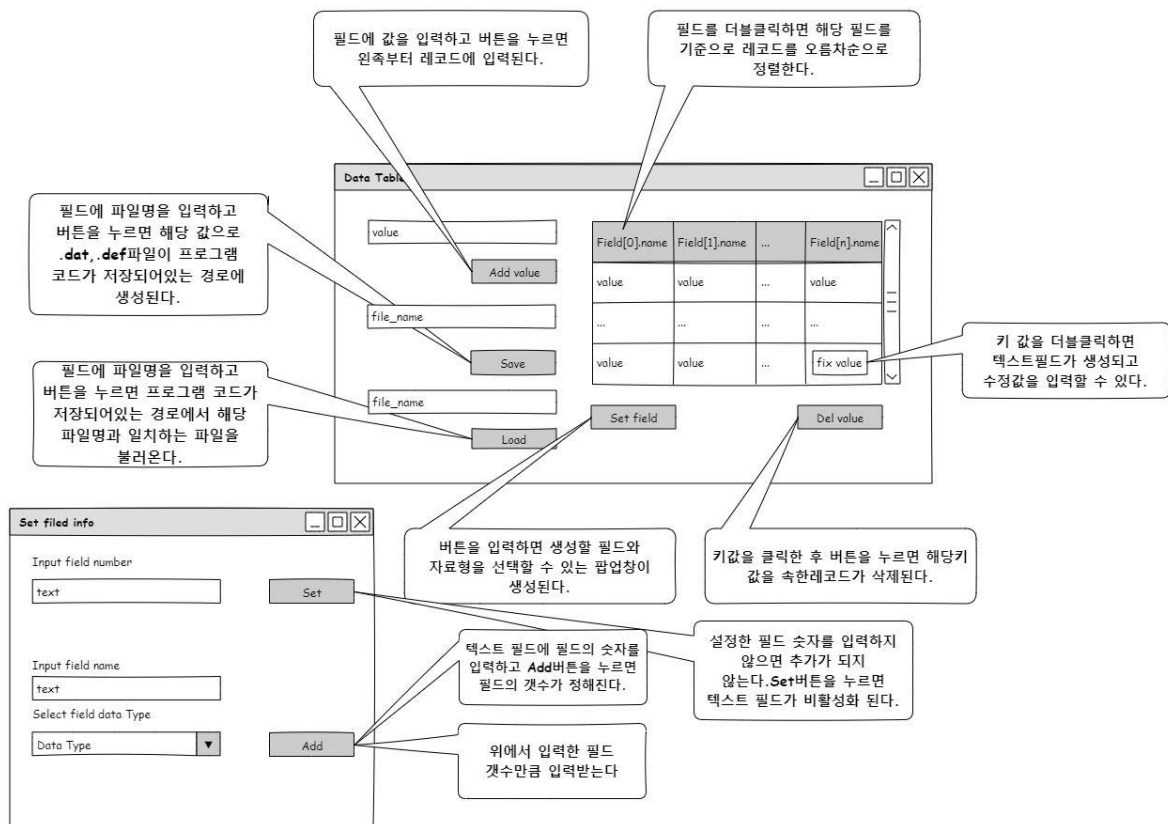 필드에 값을 입력하고 버튼을 누르면
왼족부터 레코드에 입력된다.
필드를 더블클릭하면 해당 필드를
기준으로 레코드를 오름차순으로
정렬한다.
Data Table
필드에 파일명을 입력하고
버튼을 누르면 해당 값으로
.dat,.def파일이 프로그램
코드가 저장되어있는 경로에
생성된다.
value
Add value
file_name
Save
file_name
Load
Field[0].name
Field[1].name
...
Field[n].name
value
value
...
value
...
...
...
...
value
value
...
fix value
키 값을 더블클릭하면
텍스트필드가 생성되고
수정값을 입력할 수 있다.
필드에 파일명을 입력하고
버튼을 누르면 프로그램 코드가
저장되어있는 경로에서 해당
파일명과 일치하는 파일을
불러온다.
Set field
Del value
Set filed info
버튼을 입력하면 생성할 필드와
자료형을 선택할 수 있는 팝업창이
생성된다.
키값을 클릭한 후 버튼을 누르면 해당키
값을 속한레코드가 삭제된다.
Input field number
text
Set
텍스트 필드에 필드의 숫자를
입력하고 Add버튼을 누르면
필드의 갯수가 정해진다.
설정한 필드 숫자를 입력하지
않으면 추가가 되지
않는다.Set버튼을 누르면
텍스트 필드가 비활성화 된다.
Input field name
text
Select field data Type
Data Type
Add
위에서 입력한 필드
갯수만큼 입력받는다